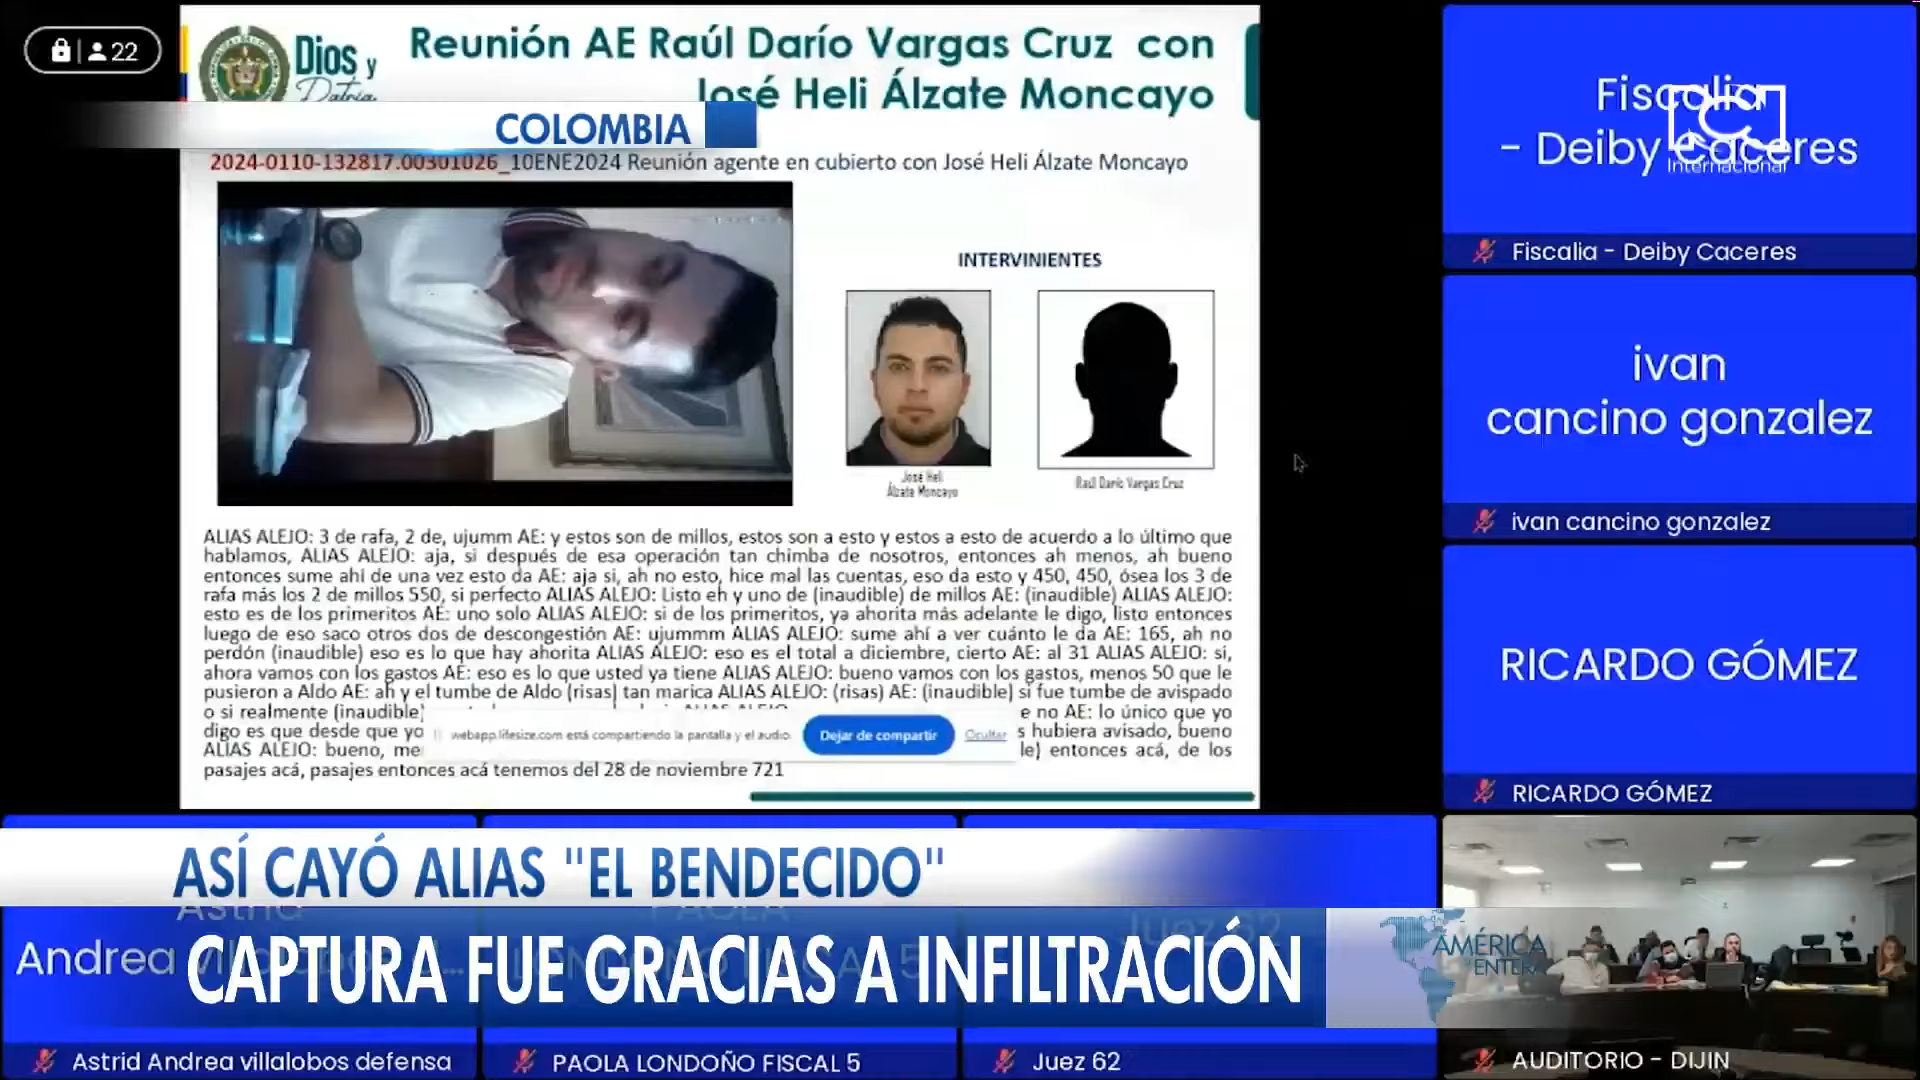 22
Dios y
Patria
Reunión AE Raúl Darío Vargas Cruz con
José Heli Álzate Moncayo
COLOMBIA
2024-0110-132817.00301026_10ENE2024 Reunión agente en cubierto con José Heli Álzate Moncayo
INTERVINIENTES
José Heli
Álzate Moncayo
Raúl Darío Vargas Cruz
ALIAS ALEJO: 3 de rafa, 2 de, ujumm AE: y estos son de millos, estos son a esto y estos a esto de acuerdo a lo último que
hablamos, ALIAS ALEJO: aja, si después de esa operación tan chimba de nosotros, entonces ah menos, ah bueno
entonces sume ahí de una vez esto da AE: aja si, ah no esto, hice mal las cuentas, eso da esto y 450, 450, ósea los 3 de
rafa más los 2 de millos 550, si perfecto ALIAS ALEJO: Listo eh y uno de (inaudible) de millos AE: (inaudible) ALIAS ALEJO:
esto es de los primeritos AE: uno solo ALIAS ALEJO: si de los primeritos, ya ahorita más adelante le digo, listo entonces
luego de eso saco otros dos de descongestión AE: ujummm ALIAS ALEJO: sume ahí a ver cuánto le da AE: 165, ah no
perdón (inaudible) eso es lo que hay ahorita ALIAS ALEJO: eso es el total a diciembre, cierto AE: al 31 ALIAS ALEJO: si,
ahora vamos con los gastos AE: eso es lo que usted ya tiene ALIAS ALEJO: bueno vamos con los gastos, menos 50 que le
pusieron a Aldo AE: ah y el tumbe de Aldo (risas) tan marica ALIAS ALEJO: (risas) AE: (inaudible) si fue tumbe de avispado
o si realmente (inaudible) e no AE: lo único que yo
digo es que desde que yo s hubiera avisado, bueno
ALIAS ALEJO: bueno, me le) entonces acá, de los
pasajes acá, pasajes entonces acá tenemos del 28 de noviembre 721
webapp.lifesize.com está compartiendo la pantalla y el audio.
Dejar de compartir
Ocultar
Fiscalia
- Deiby Caceres
Internacional
Fiscalia - Deiby Caceres
ivan
cancino gonzalez
ivan cancino gonzalez
RICARDO GÓMEZ
RICARDO GÓMEZ
ASÍ CAYÓ ALIAS "EL BENDECIDO"
Astrid
PAOLA
Juez 62
Andrea villalobos d...
CAPTURA FUE GRACIAS A INFILTRACIÓN
AMÉRICA
ENTERA
Astrid Andrea villalobos defensa
PAOLA LONDOÑO FISCAL 5
Juez 62
AUDITORIO - DIJIN